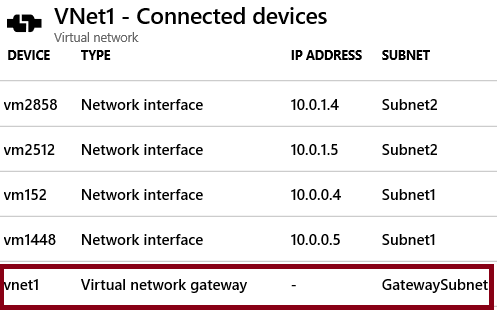 VNet1 - Connected devices
Virtual network
DEVICE TYPE IP ADDRESS SUBNET
vm2858 Network interface 10.0.1.4 Subnet2
vm2512 Network interface 10.0.1.5 Subnet2
vm152 Network interface 10.0.0.4 Subnet1
vm1448 Network interface 10.0.0.5 Subnet1
vnet1 Virtual network gateway - GatewaySubnet